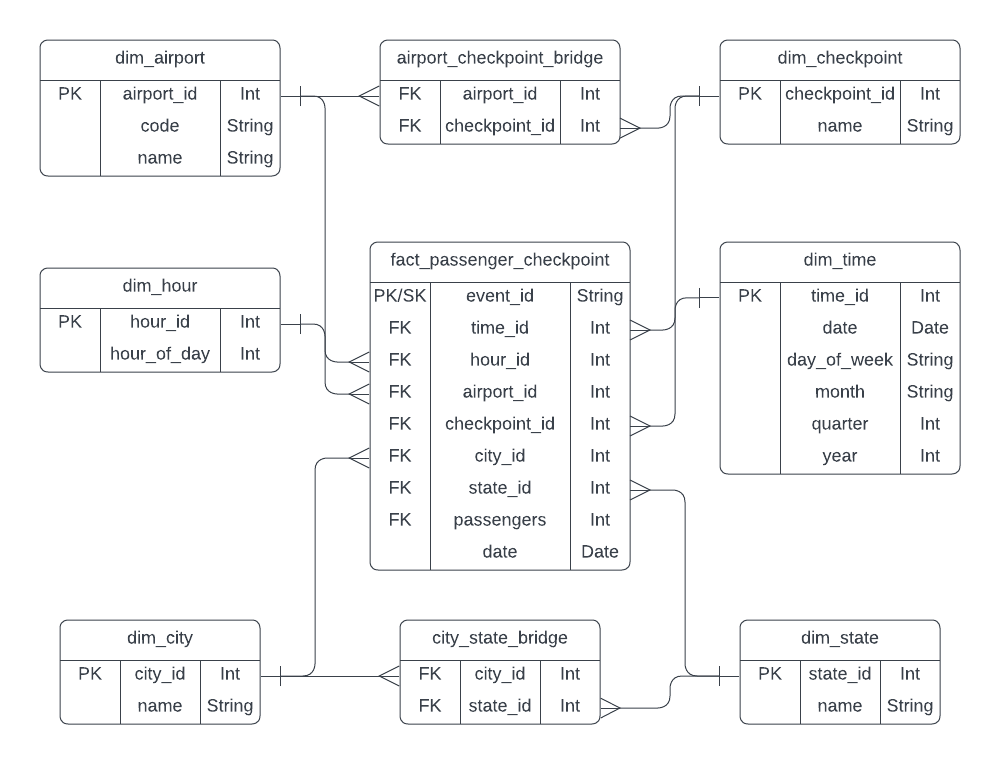 dim_airport
PK airport_id Int
code String
name String
airport_checkpoint_bridge
FK airport_id Int
FK checkpoint_id Int
dim_checkpoint
PK checkpoint_id Int
name String
dim_hour
PK hour_id Int
hour_of_day Int
fact_passenger_checkpoint
PK/SK event_id String
FK time_id Int
FK hour_id Int
FK airport_id Int
FK checkpoint_id Int
FK city_id Int
FK state_id Int
FK passengers Int
date Date
dim_time
PK time_id Int
date Date
day_of_week String
month String
quarter Int
year Int
dim_city
PK city_id Int
name String
city_state_bridge
FK city_id Int
FK state_id Int
dim_state
PK state_id Int
name String